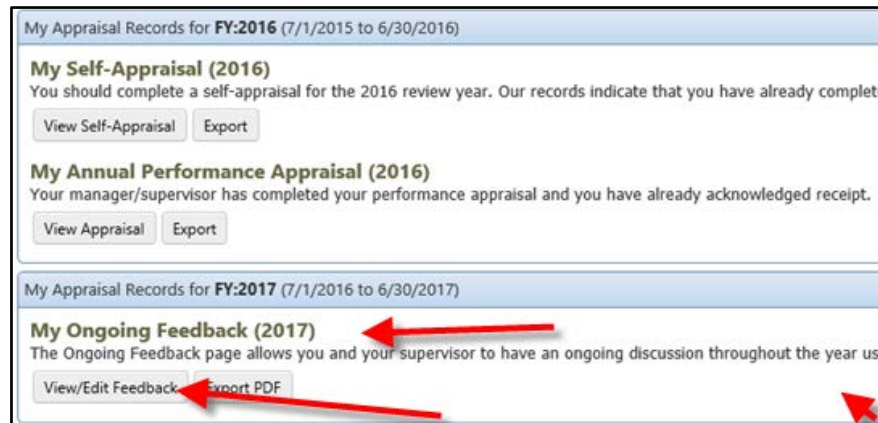 My Appraisal Records for FY:2016 (7/1/2015 to 6/30/2016)
My Self-Appraisal (2016)
You should complete a self-appraisal for the 2016 review year. Our records indicate that you have already complet
View Self-Appraisal Export
My Annual Performance Appraisal (2016)
Your manager/supervisor has completed your performance appraisal and you have already acknowledged receipt.
View Appraisal Export
My Appraisal Records for FY:2017 (7/1/2016 to 6/30/2017)
My Ongoing Feedback (2017)
The Ongoing Feedback page allows you and your supervisor to have an ongoing discussion throughout the year us
View/Edit Feedback Export PDF